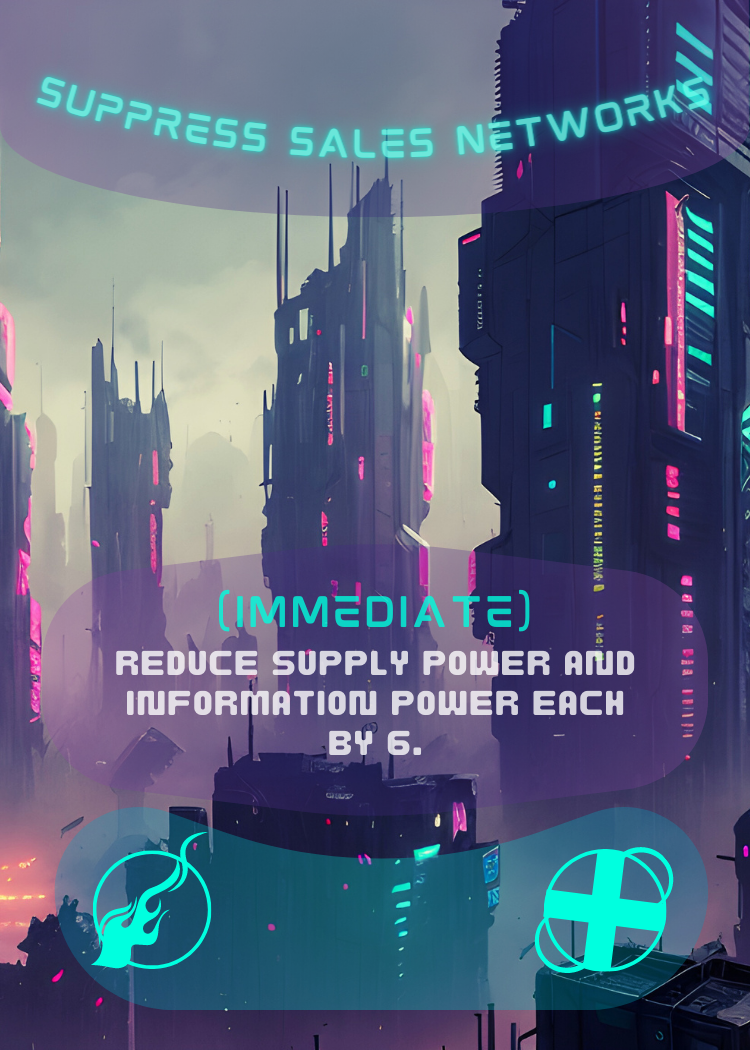 SUPPRESS SALES NETWORKS
(IMMEDIATE)
REDUCE SUPPLY POWER AND
INFORMATION POWER EACH
BY 6.